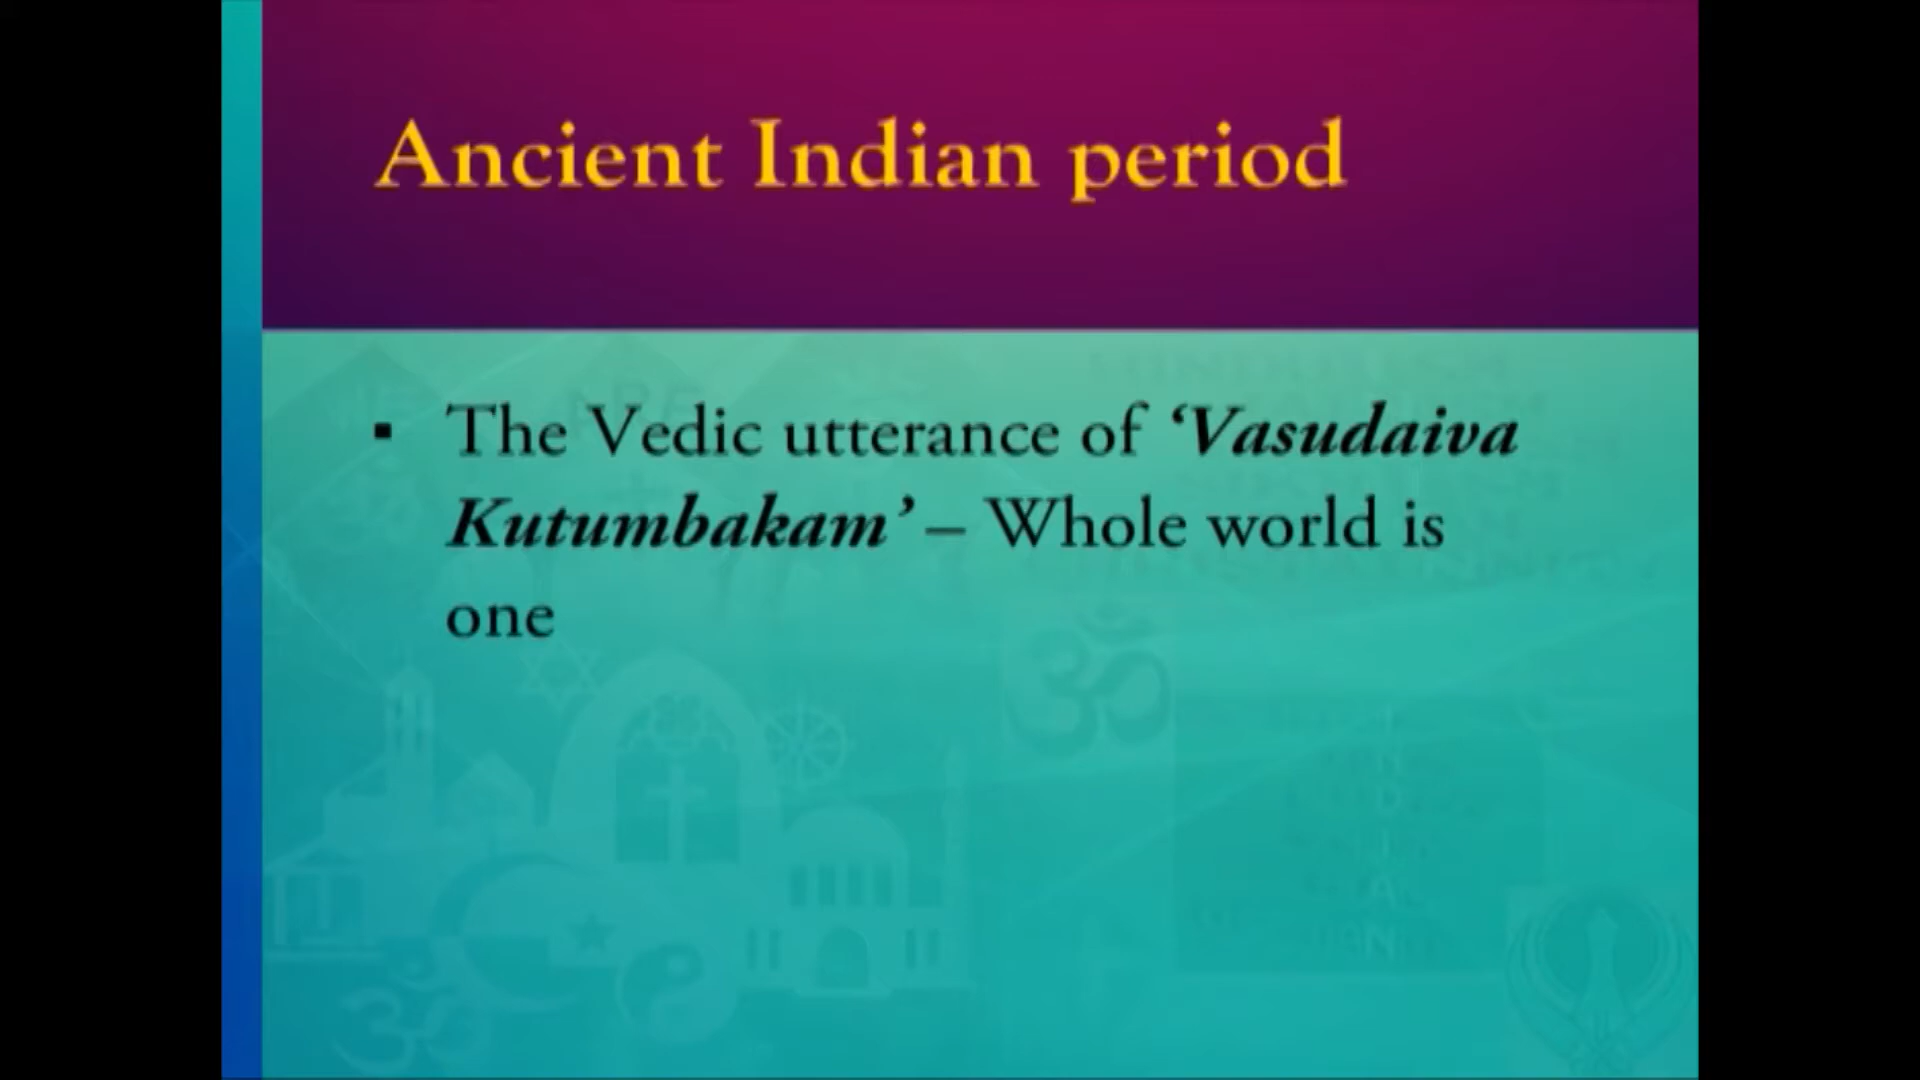 Ancient Indian period
▪ The Vedic utterance of ‘Vasudaiva
Kutumbakam’ – Whole world is
one